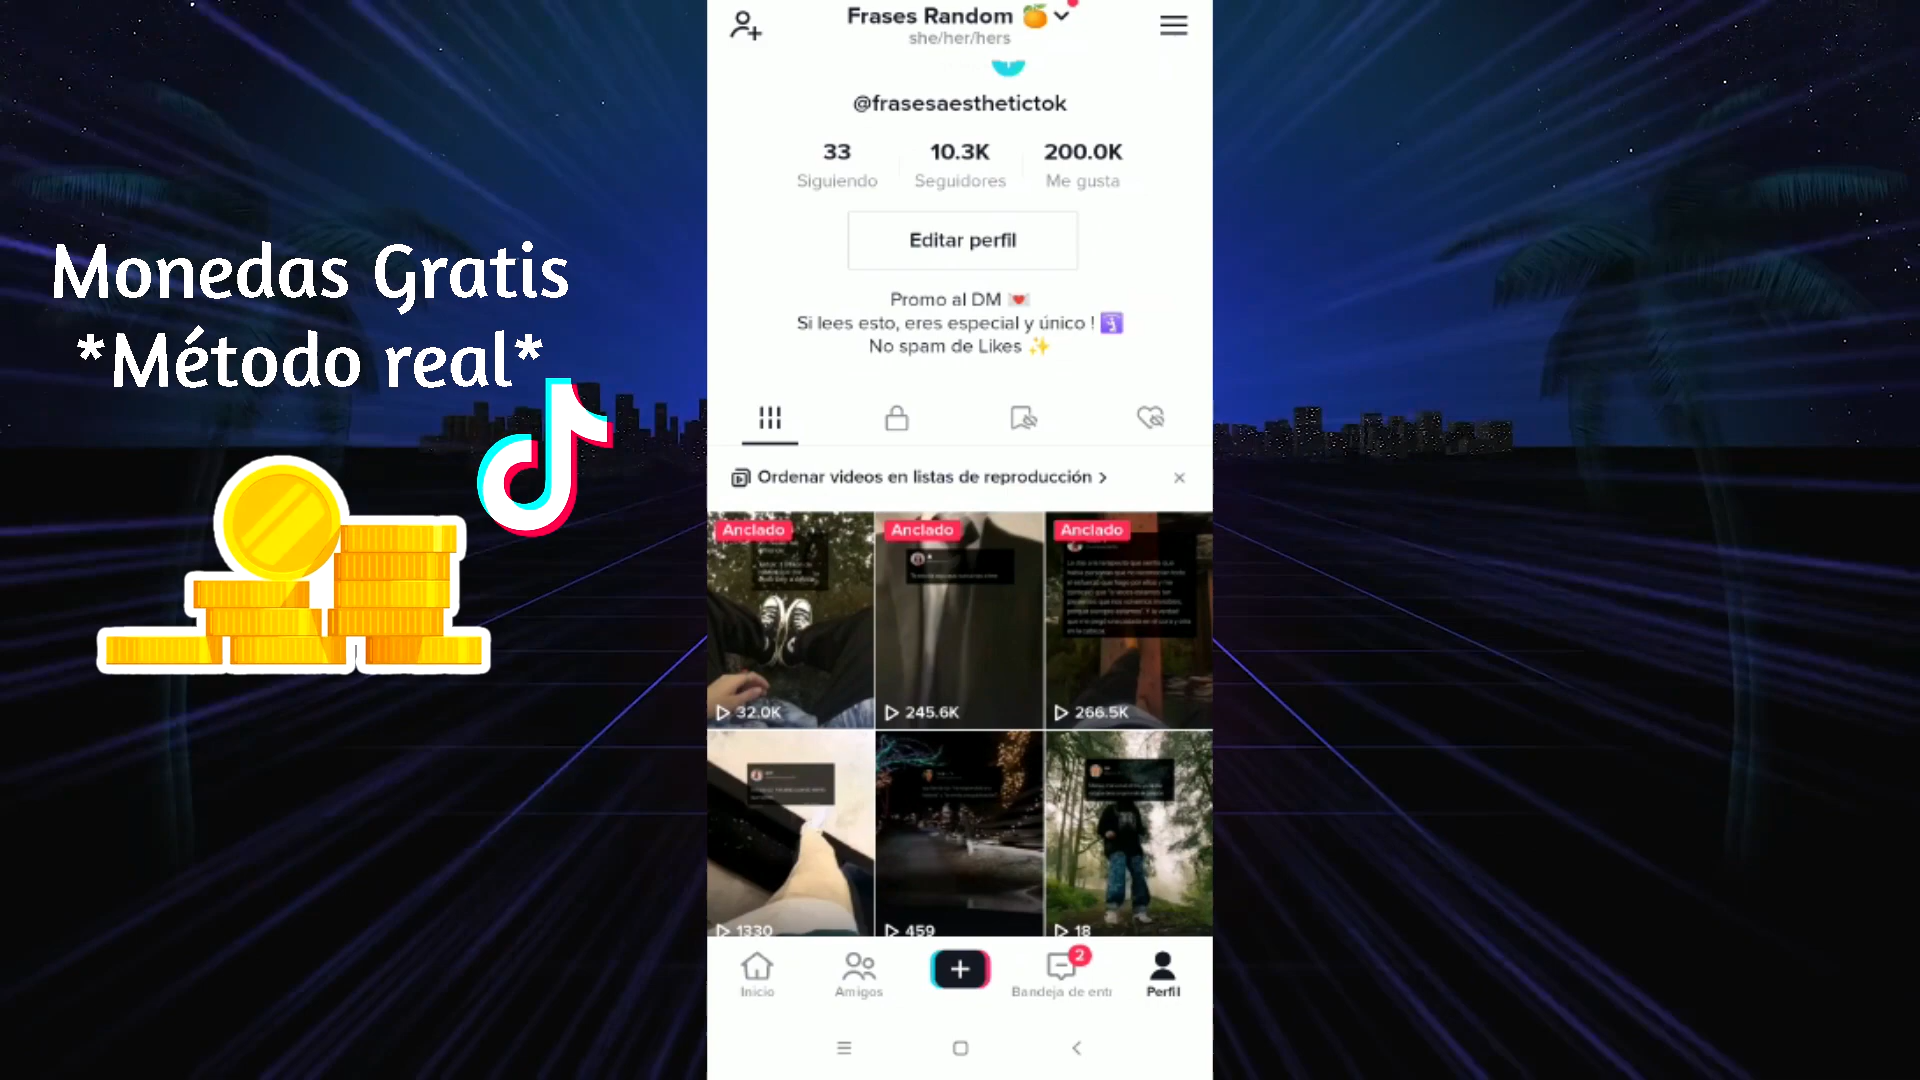 Monedas Gratis
*Método real*
Frases Random 🍊
she/her/hers
@frasesaesthetictok
33
10.3K
200.0K
Siguiendo
Seguidores
Me gusta
Editar perfil
Promo al DM 💌
Si lees esto, eres especial y único ! 🛐
No spam de Likes ✨
Ordenar videos en listas de reproducción
Anclado
Anclado
Anclado
32.0K
245.6K
266.5K
1330
459
18
2
Inicio
Amigos
Bandeja de entr
Perfil